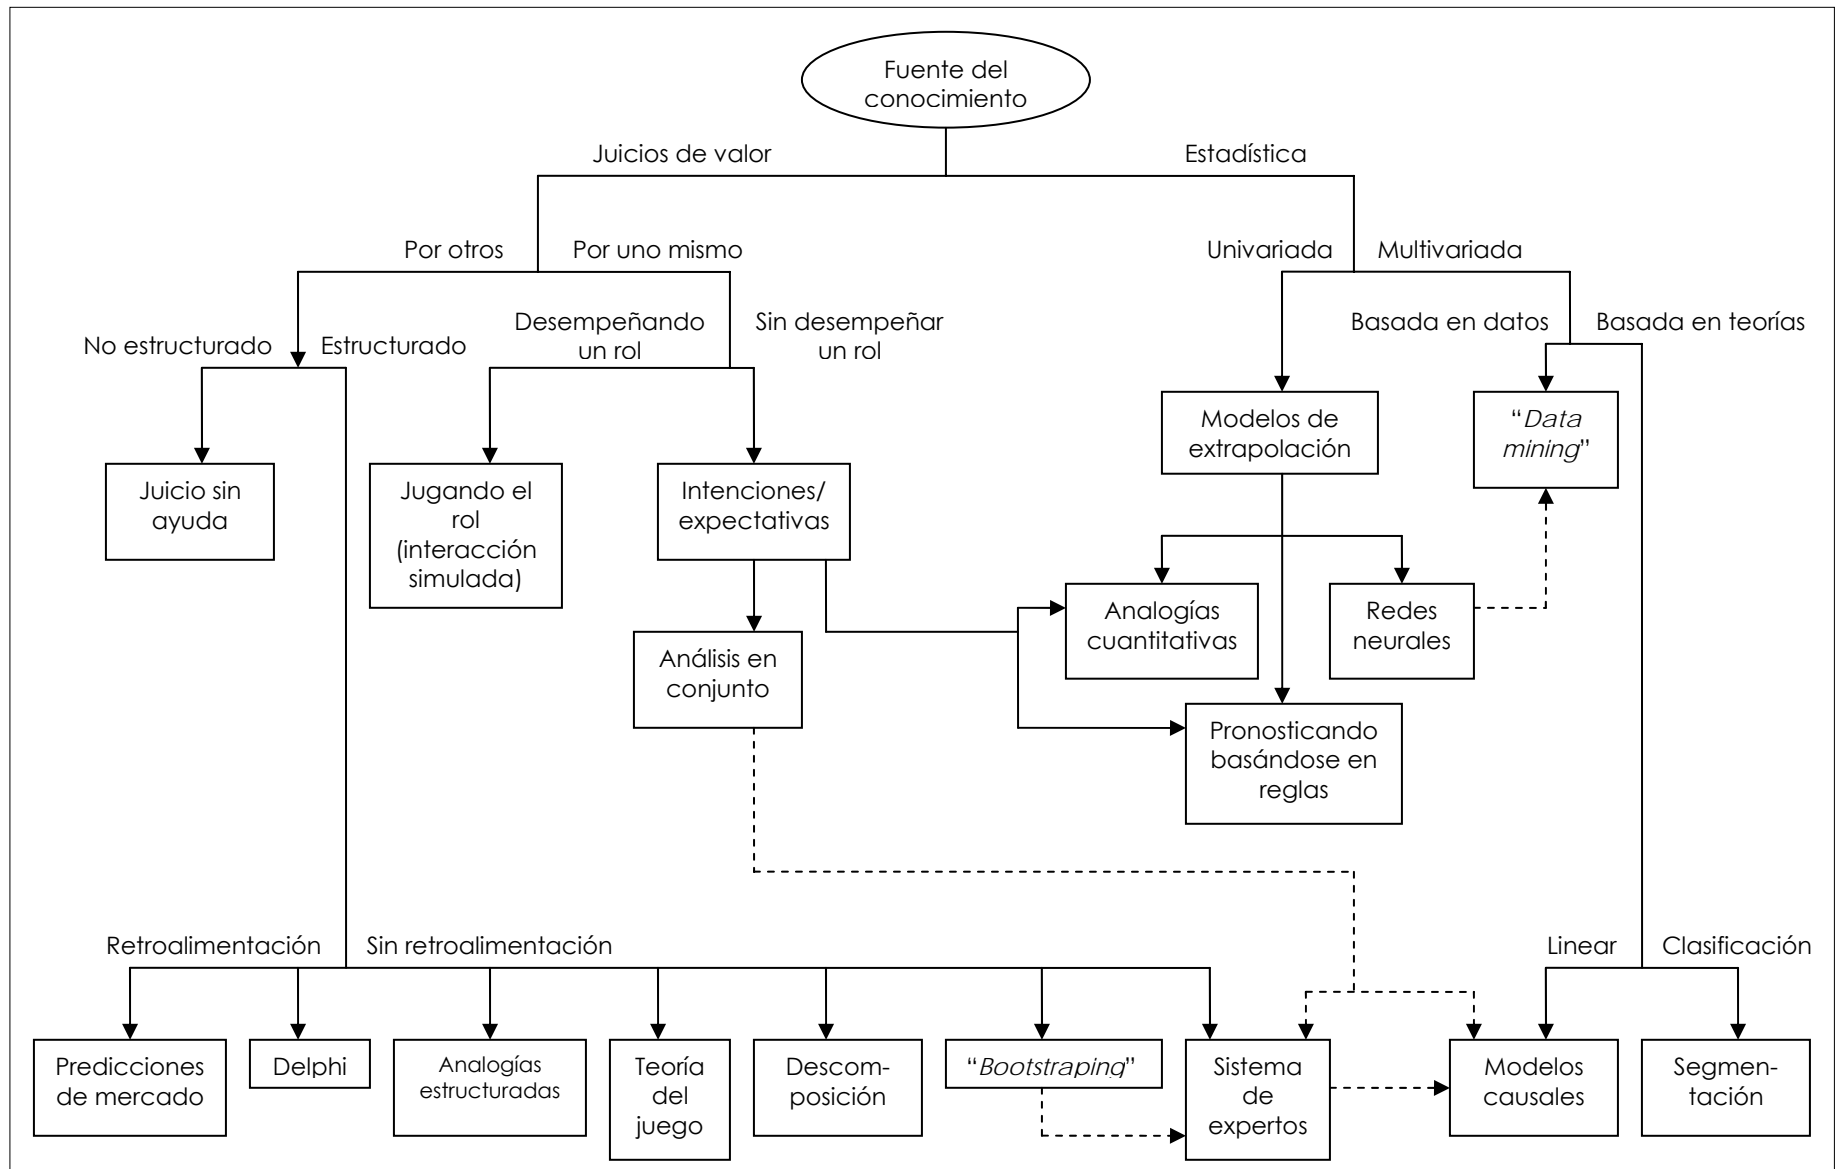 Fuente del
conocimiento
Juicios de valor
Estadística
Por otros
Por uno mismo
Univariada
Multivariada
No estructurado
Estructurado
Desempeñando
un rol
Sin desempeñar
un rol
Basada en datos
Basada en teorías
Modelos de
extrapolación
“Data
mining”
Juicio sin
ayuda
Jugando el
rol
(interacción
simulada)
Intenciones/
expectativas
Analogías
cuantitativas
Redes
neurales
Análisis en
conjunto
Pronosticando
basándose en
reglas
Retroalimentación
Sin retroalimentación
Linear
Clasificación
Predicciones
de mercado
Delphi
Analogías
estructuradas
Teoría
del
juego
Descom-
posición
“Bootstraping”
Sistema
de
expertos
Modelos
causales
Segmen-
tación